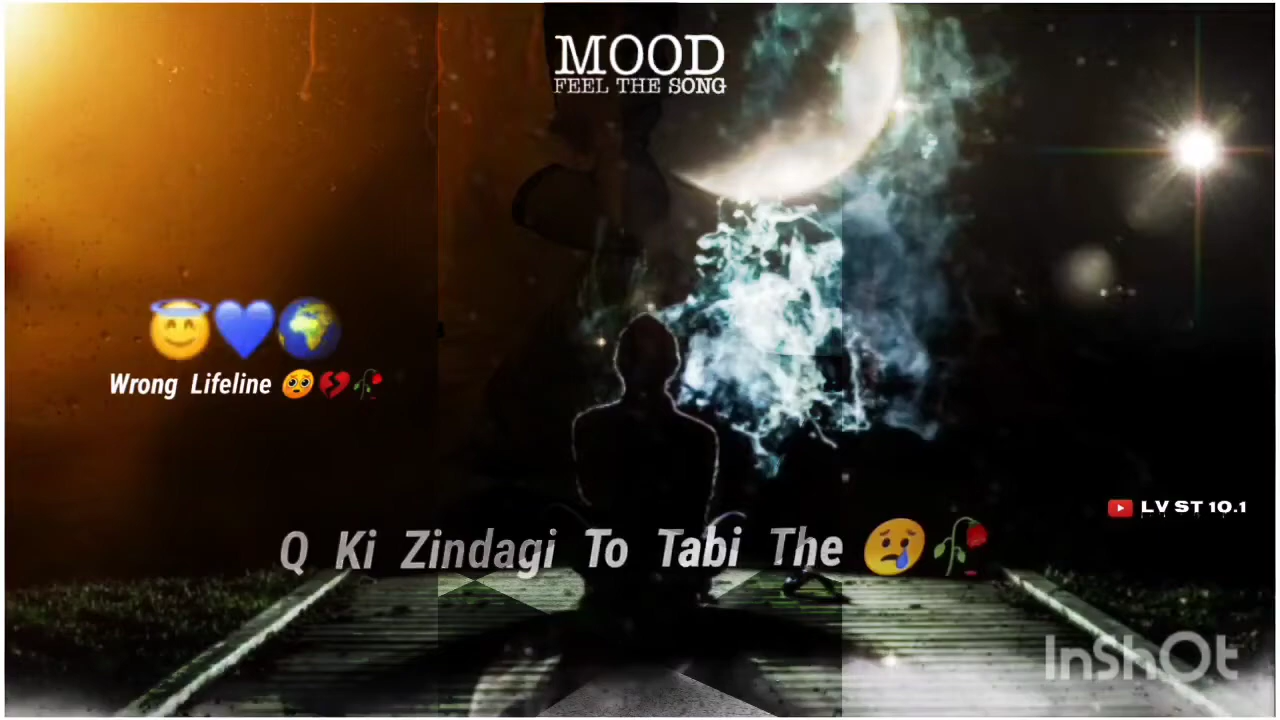 MOOD
FEEL THE SONG
😇💙🌍
Wrong Lifeline 🥺💔🥀
LV ST 10.1
Q Ki Zindagi To Tabi The 😢🥀
InShOt